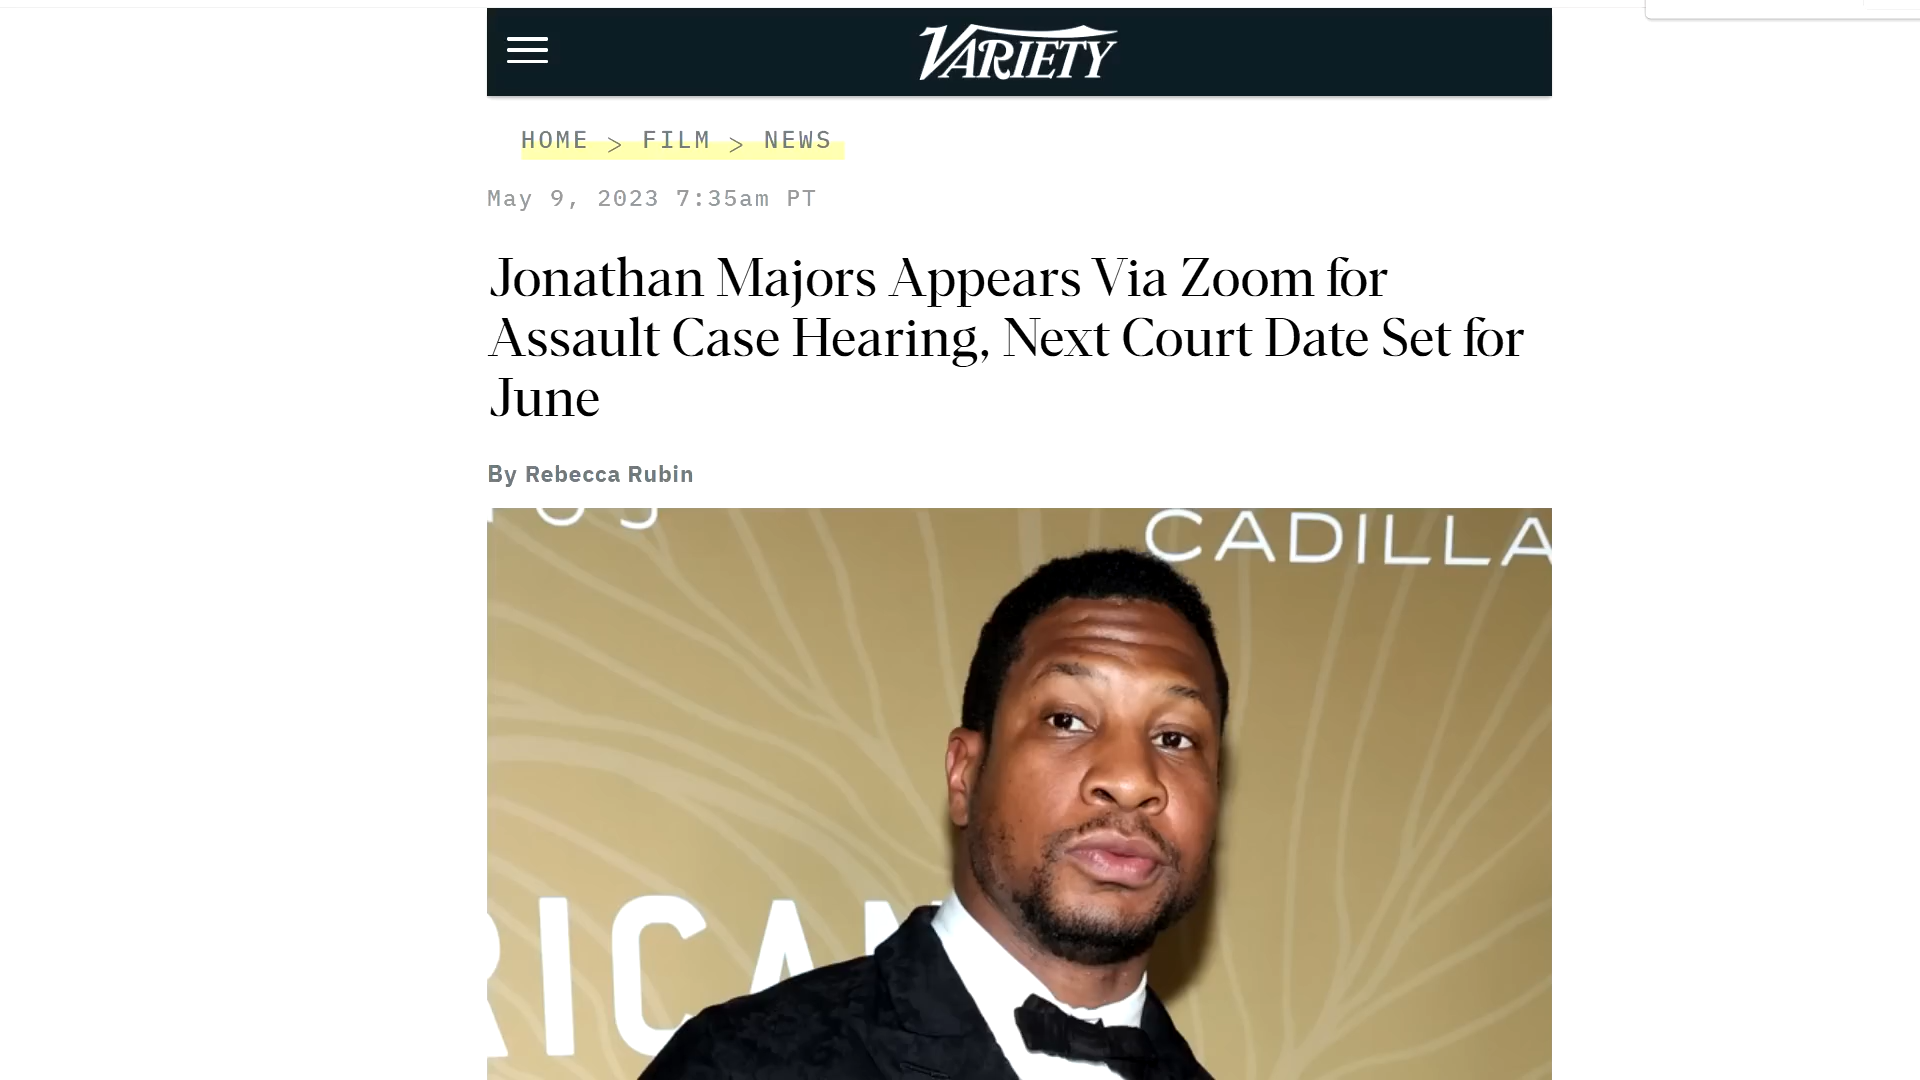 VARIETY
HOME > FILM > NEWS
May 9, 2023 7:35am PT
Jonathan Majors Appears Via Zoom for
Assault Case Hearing, Next Court Date Set for
June
By Rebecca Rubin
CADILLA
RICAN